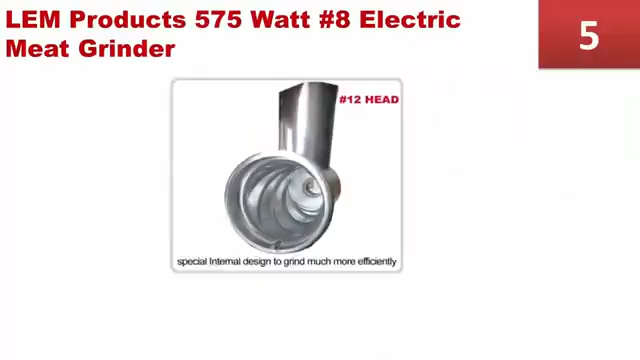 LEM Products 575 Watt #8 Electric
Meat Grinder
5
#12 HEAD
special Internal design to grind much more efficiently